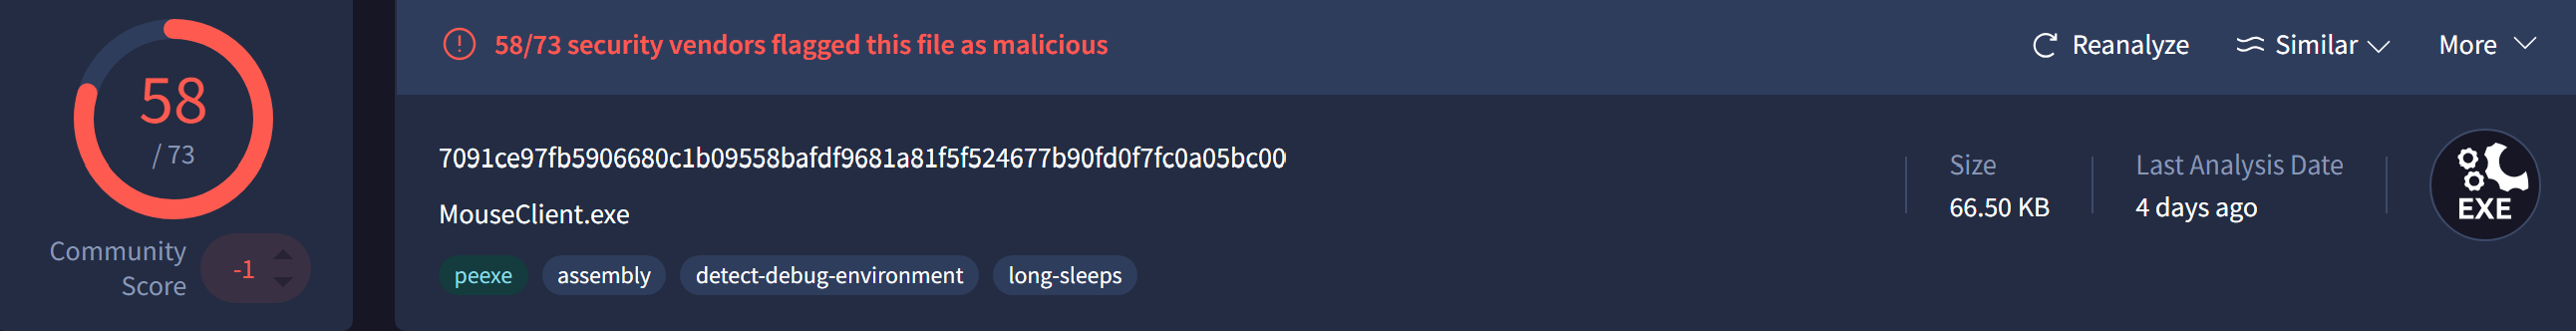 58
/ 73
Community
Score
-1
58/73 security vendors flagged this file as malicious
Reanalyze
Similar
More
7091ce97fb5906680c1b09558bafdf9681a81f5f524677b90fd0f7fc0a05bc00
MouseClient.exe
peexe
assembly
detect-debug-environment
long-sleeps
Size
66.50 KB
Last Analysis Date
4 days ago
EXE